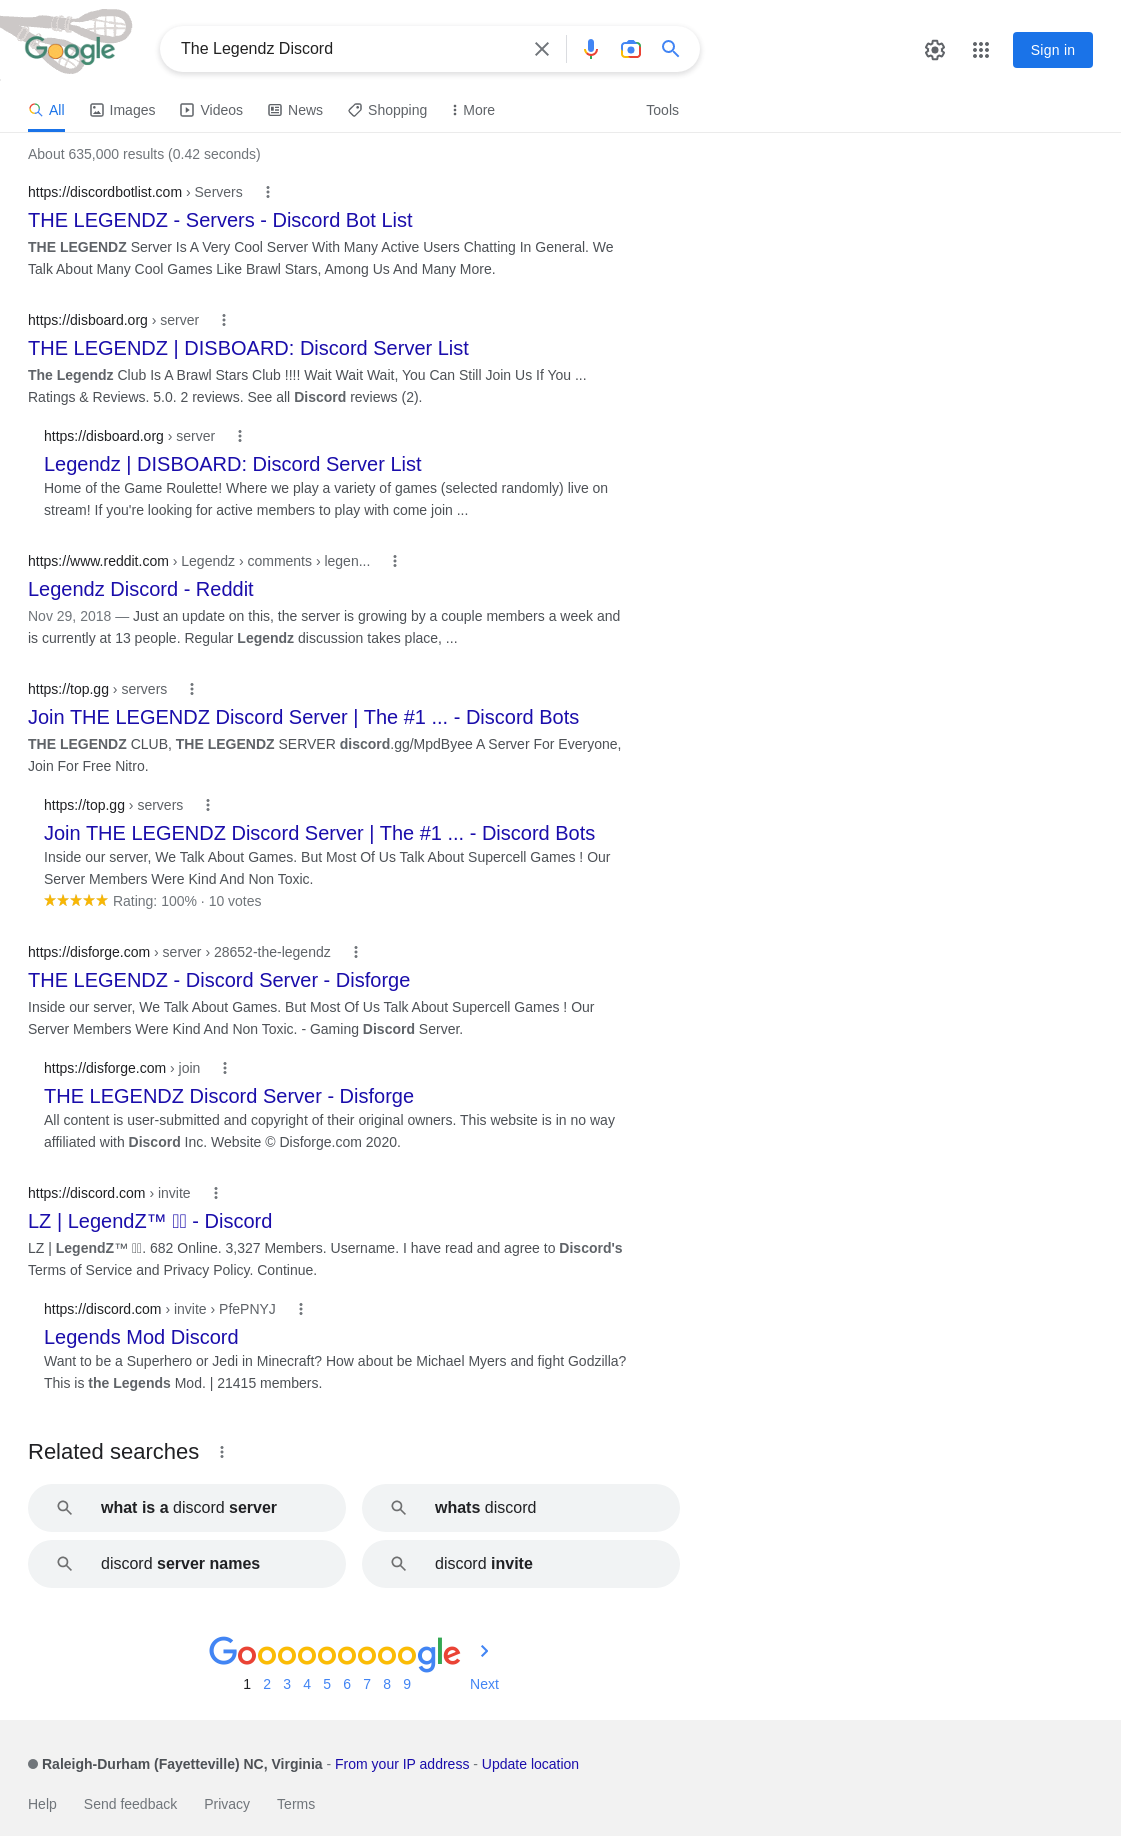 Google
The Legendz Discord
Sign in
All Images Videos News Shopping More Tools
About 635,000 results (0.42 seconds)
https://discordbotlist.com › Servers
THE LEGENDZ - Servers - Discord Bot List
THE LEGENDZ Server Is A Very Cool Server With Many Active Users Chatting In General. We
Talk About Many Cool Games Like Brawl Stars, Among Us And Many More.
https://disboard.org › server
THE LEGENDZ | DISBOARD: Discord Server List
The Legendz Club Is A Brawl Stars Club !!!! Wait Wait Wait, You Can Still Join Us If You ...
Ratings & Reviews. 5.0. 2 reviews. See all Discord reviews (2).
https://disboard.org › server
Legendz | DISBOARD: Discord Server List
Home of the Game Roulette! Where we play a variety of games (selected randomly) live on
stream! If you're looking for active members to play with come join ...
https://www.reddit.com › Legendz › comments › legen...
Legendz Discord - Reddit
Nov 29, 2018 — Just an update on this, the server is growing by a couple members a week and
is currently at 13 people. Regular Legendz discussion takes place, ...
https://top.gg › servers
Join THE LEGENDZ Discord Server | The #1 ... - Discord Bots
THE LEGENDZ CLUB, THE LEGENDZ SERVER discord.gg/MpdByee A Server For Everyone,
Join For Free Nitro.
https://top.gg › servers
Join THE LEGENDZ Discord Server | The #1 ... - Discord Bots
Inside our server, We Talk About Games. But Most Of Us Talk About Supercell Games ! Our
Server Members Were Kind And Non Toxic.
Rating: 100% · 10 votes
https://disforge.com › server › 28652-the-legendz
THE LEGENDZ - Discord Server - Disforge
Inside our server, We Talk About Games. But Most Of Us Talk About Supercell Games ! Our
Server Members Were Kind And Non Toxic. - Gaming Discord Server.
https://disforge.com › join
THE LEGENDZ Discord Server - Disforge
All content is user-submitted and copyright of their original owners. This website is in no way
affiliated with Discord Inc. Website © Disforge.com 2020.
https://discord.com › invite
LZ | LegendZ™ - Discord
LZ | LegendZ™ . 682 Online. 3,327 Members. Username. I have read and agree to Discord's
Terms of Service and Privacy Policy. Continue.
https://discord.com › invite › PfePNYJ
Legends Mod Discord
Want to be a Superhero or Jedi in Minecraft? How about be Michael Myers and fight Godzilla?
This is the Legends Mod. | 21415 members.
Related searches
what is a discord server
whats discord
discord server names
discord invite
Gooooooooogle
1 2 3 4 5 6 7 8 9 Next
Raleigh-Durham (Fayetteville) NC, Virginia - From your IP address - Update location
Help Send feedback Privacy Terms